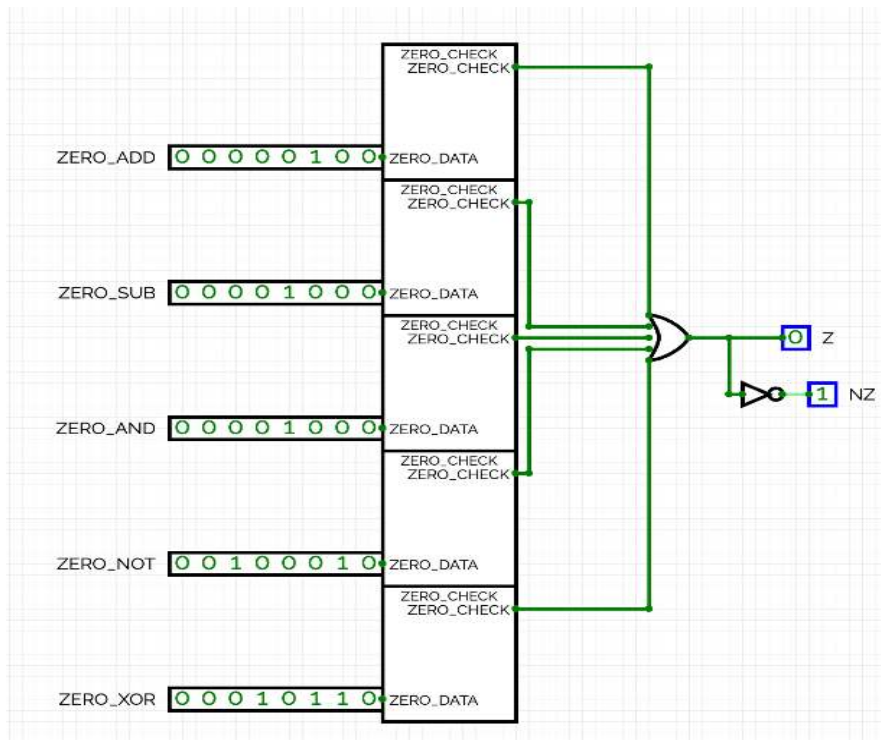 ZERO_CHECK
ZERO_CHECK
ZERO_ADD 0 0 0 0 0 1 0 0 ZERO_DATA
ZERO_CHECK
ZERO_CHECK
ZERO_SUB 0 0 0 0 1 0 0 0 ZERO_DATA
ZERO_CHECK
ZERO_CHECK
0 Z
1 NZ
ZERO_AND 0 0 0 0 1 0 0 0 ZERO_DATA
ZERO_CHECK
ZERO_CHECK
ZERO_NOT 0 0 1 0 0 0 1 0 ZERO_DATA
ZERO_CHECK
ZERO_CHECK
ZERO_XOR 0 0 0 1 0 1 1 0 ZERO_DATA